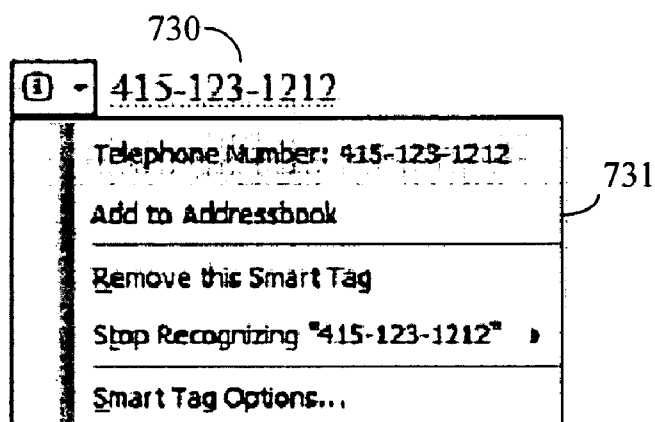 730
415-123-1212
Telephone Number: 415-123-1212
731
Add to Addressbook
Remove this Smart Tag
Stop Recognizing "415-123-1212"
Smart Tag Options...